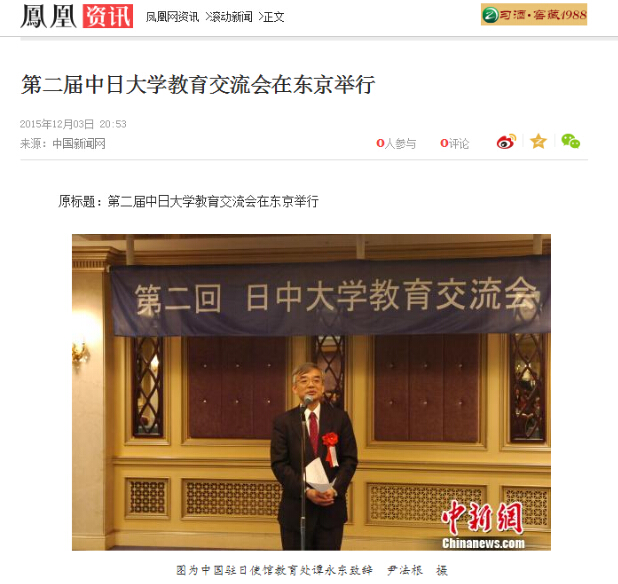 鳳凰 资讯
凤凰网资讯 >滚动新闻 >正文
习酒·窖藏1988
第二届中日大学教育交流会在东京举行
2015年12月03日 20:53
来源：中国新闻网
0人参与 0评论
原标题：第二届中日大学教育交流会在东京举行
第二回 日中大学教育交流会
中新网
Chinanews.com
图为中国驻日使馆教育处谭永东致辞 尹法根 摄